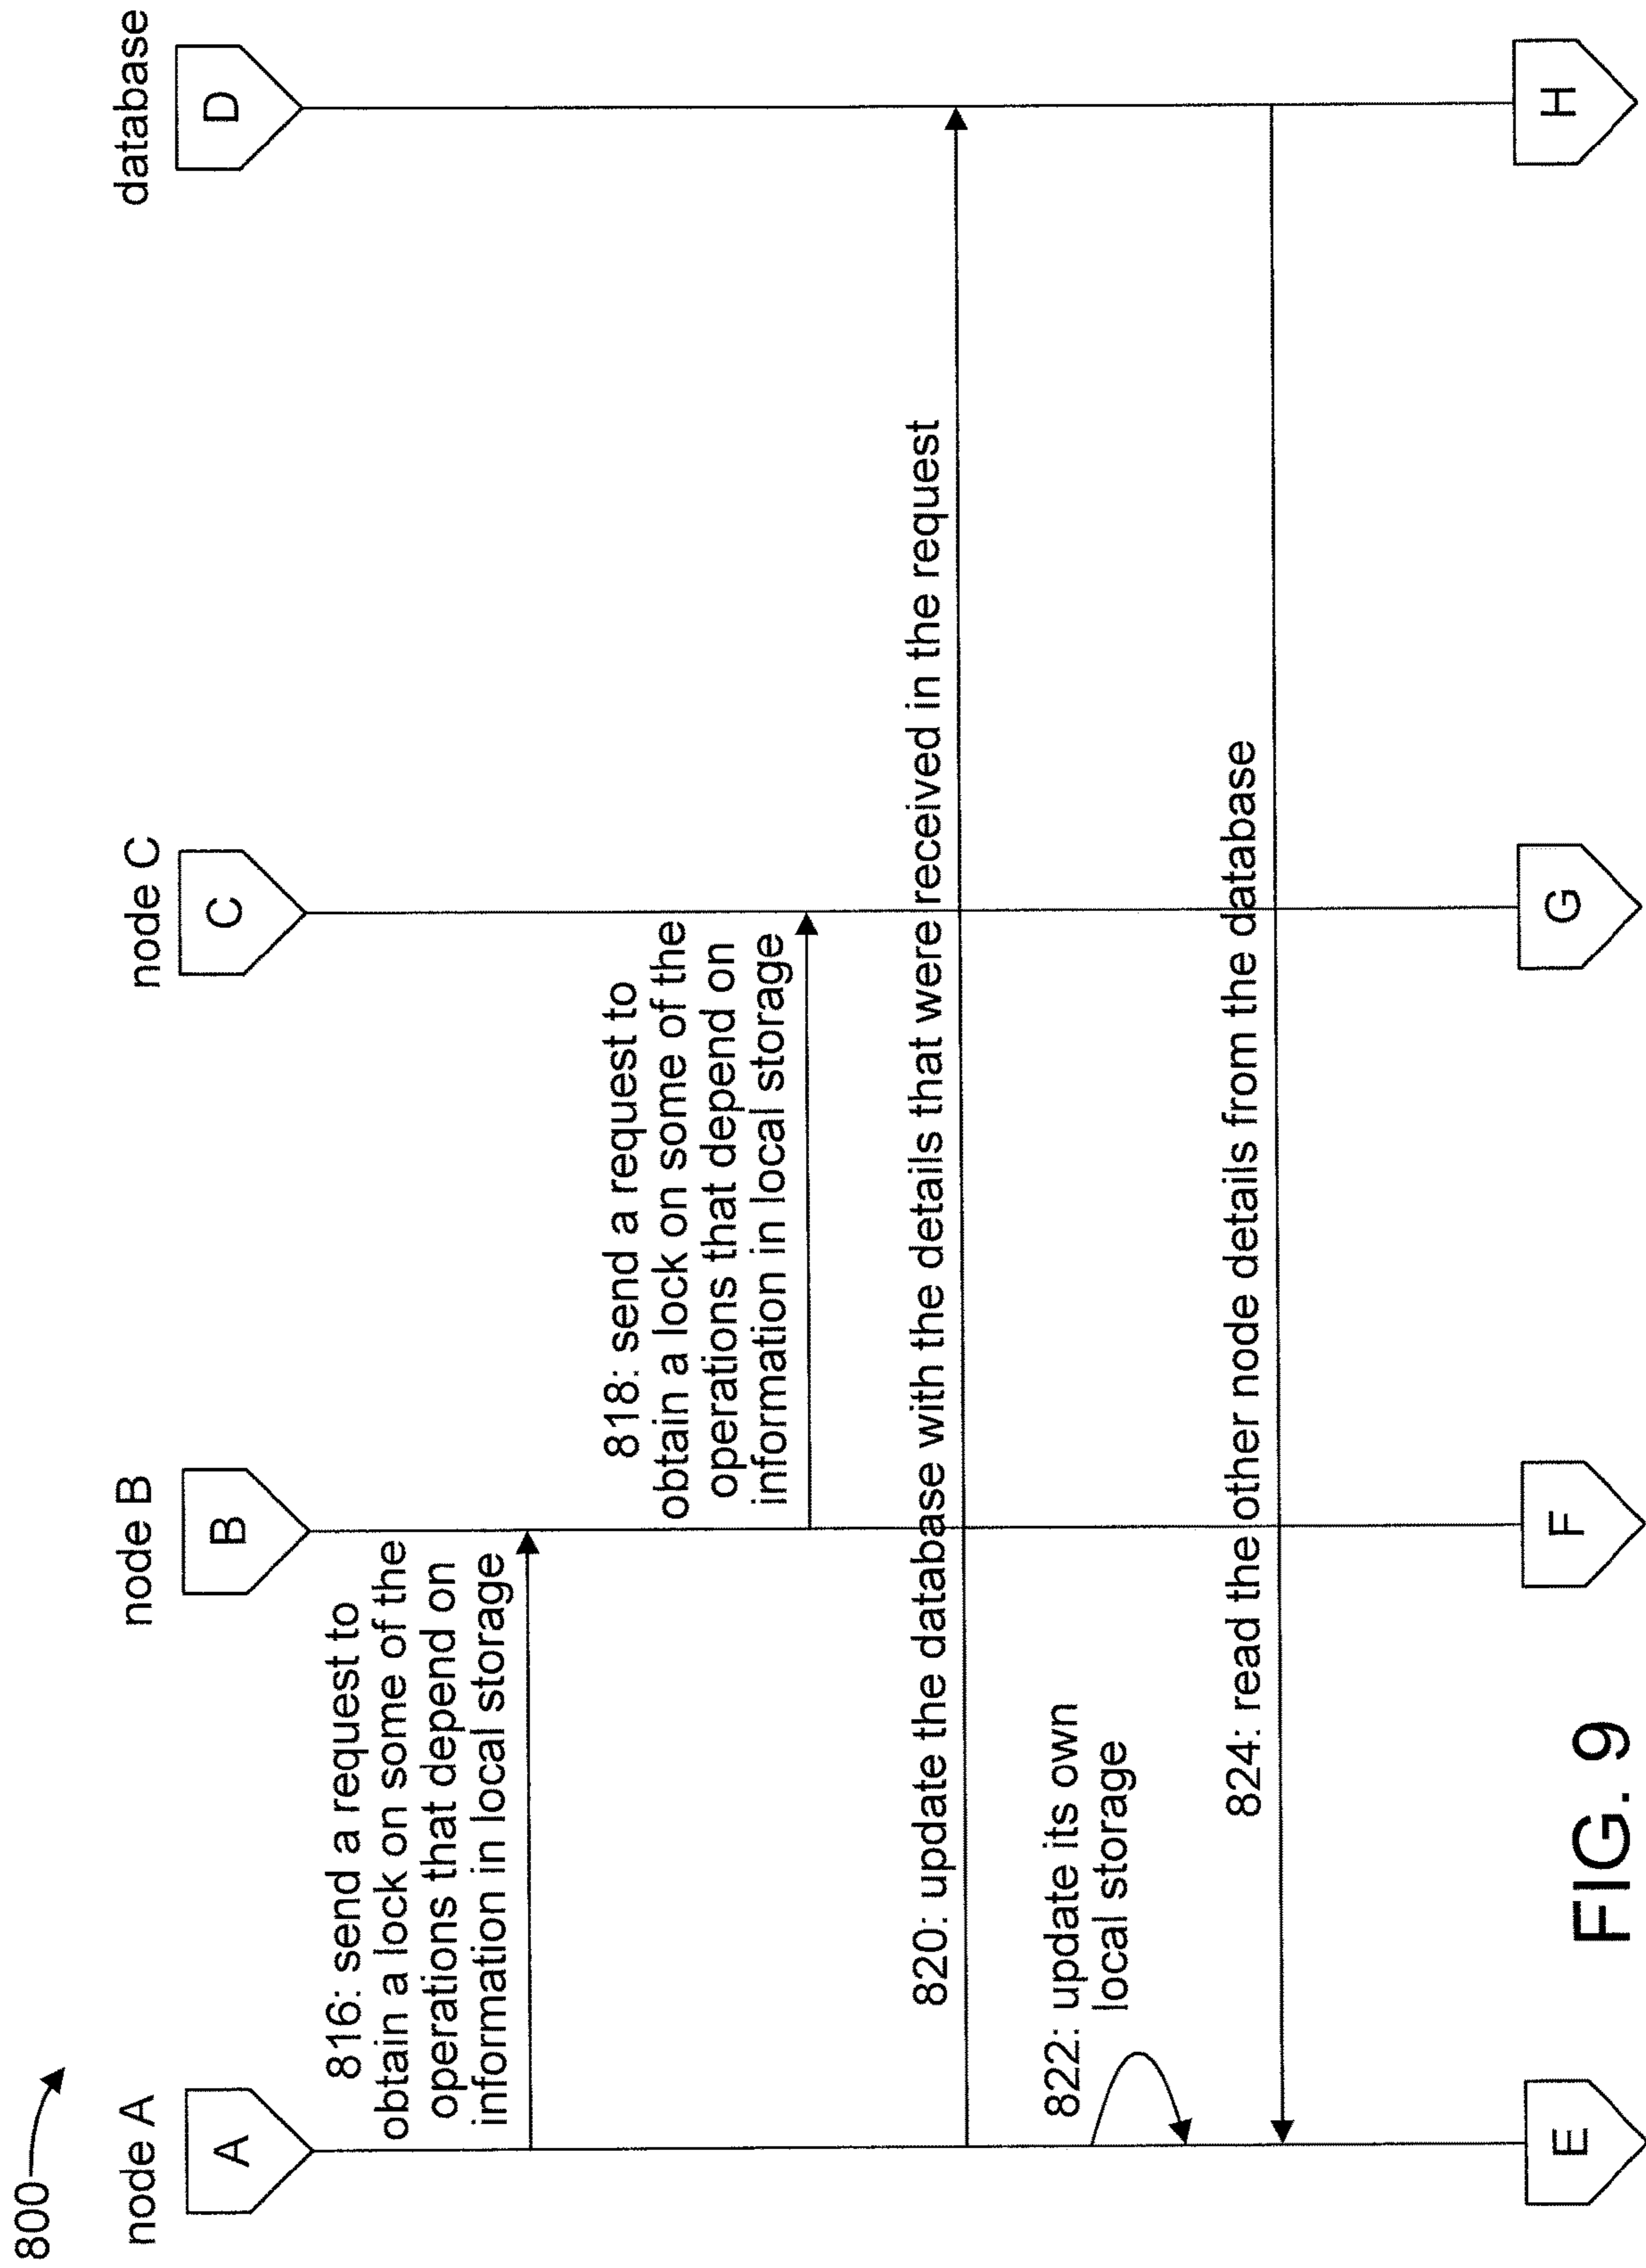 800
node A
node B
node C
database
A
B
C
D
816: send a request to
obtain a lock on some of the
operations that depend on
information in local storage
818: send a request to
obtain a lock on some of the
operations that depend on
information in local storage
820: update the database with the details that were received in the request
822: update its own
local storage
824: read the other node details from the database
E
F
G
H
FIG. 9